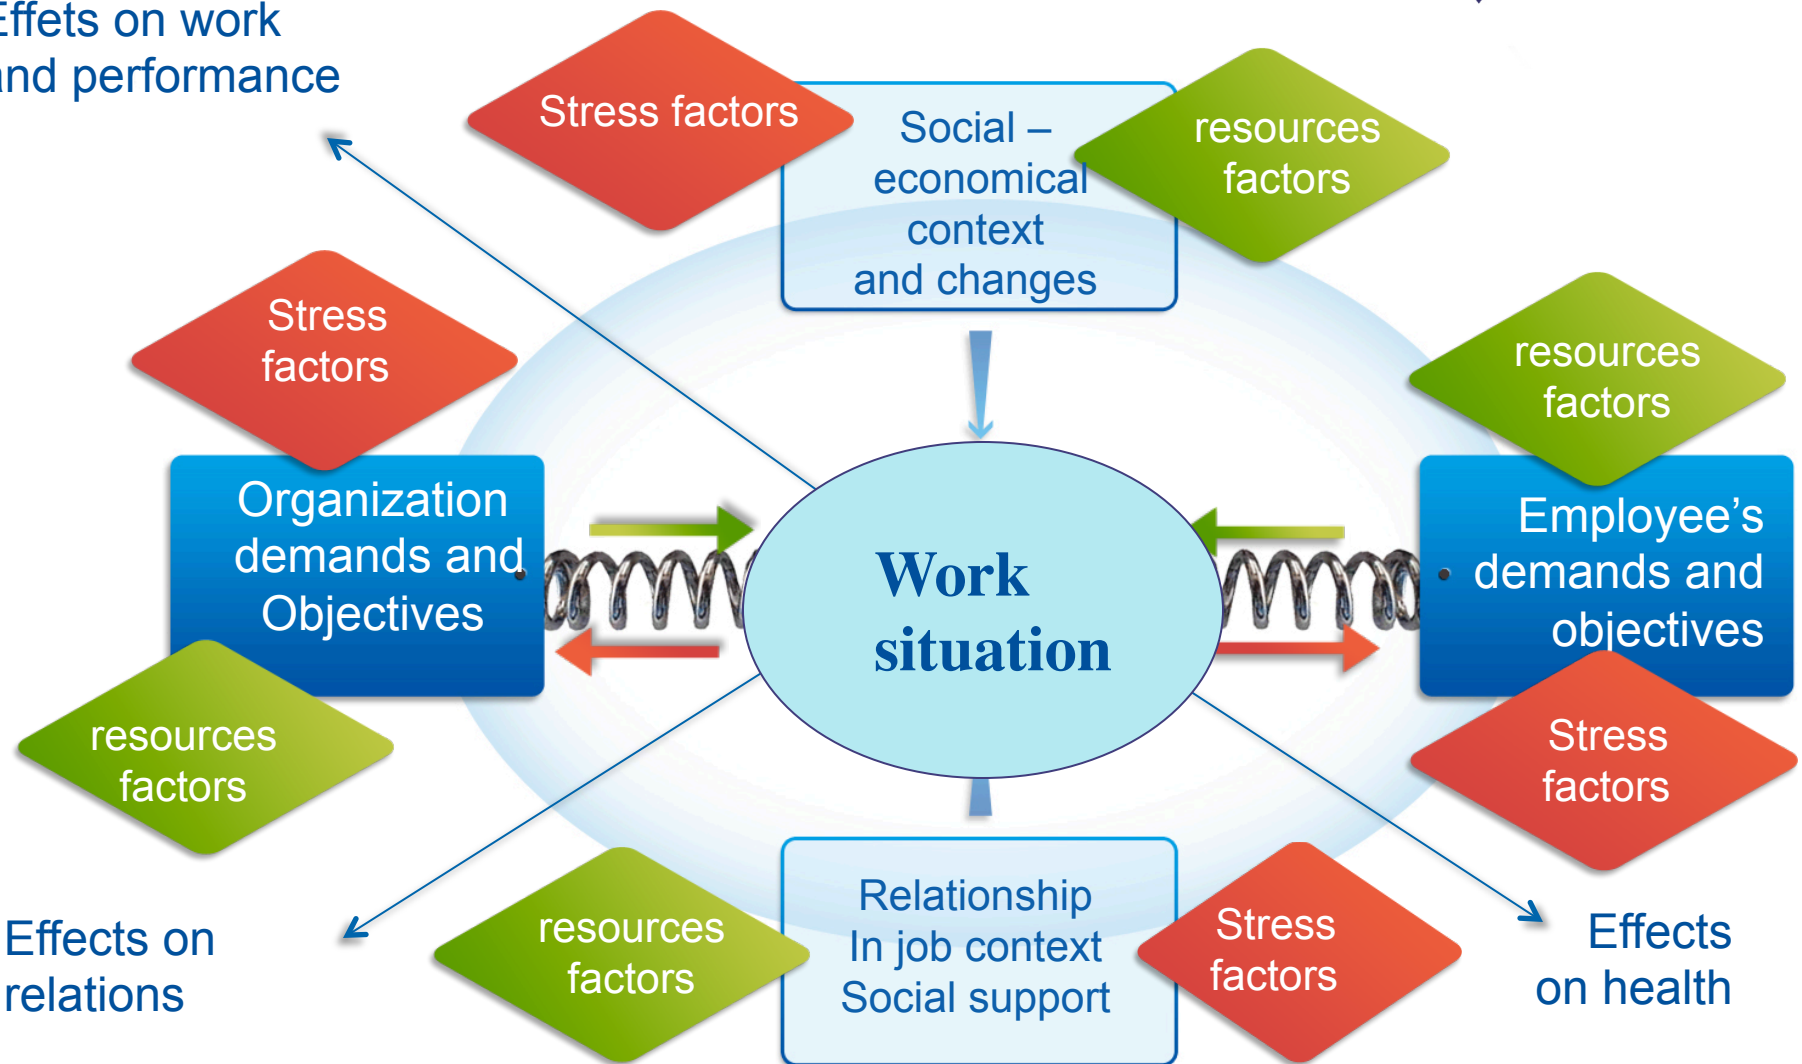 Effets on work
and performance
Stress factors
Social –
economical
context
and changes
resources
factors
Stress
factors
resources
factors
Organization
demands and
Objectives
Work
situation
Employee’s
demands and
objectives
resources
factors
Stress
factors
Effects on
relations
resources
factors
Relationship
In job context
Social support
Stress
factors
Effects
on health